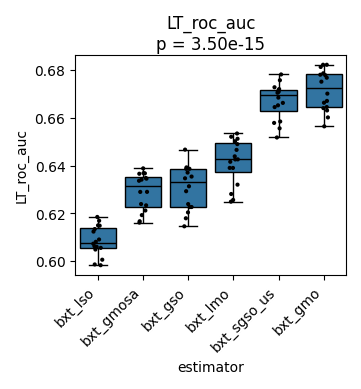 LT_roc_auc
p = 3.50e-15
LT_roc_auc
0.68
0.66
0.64
0.62
0.60
bxt_lso
bxt_gmosa
bxt_gso
bxt_lmo
bxt_sgso_us
bxt_gmo
estimator